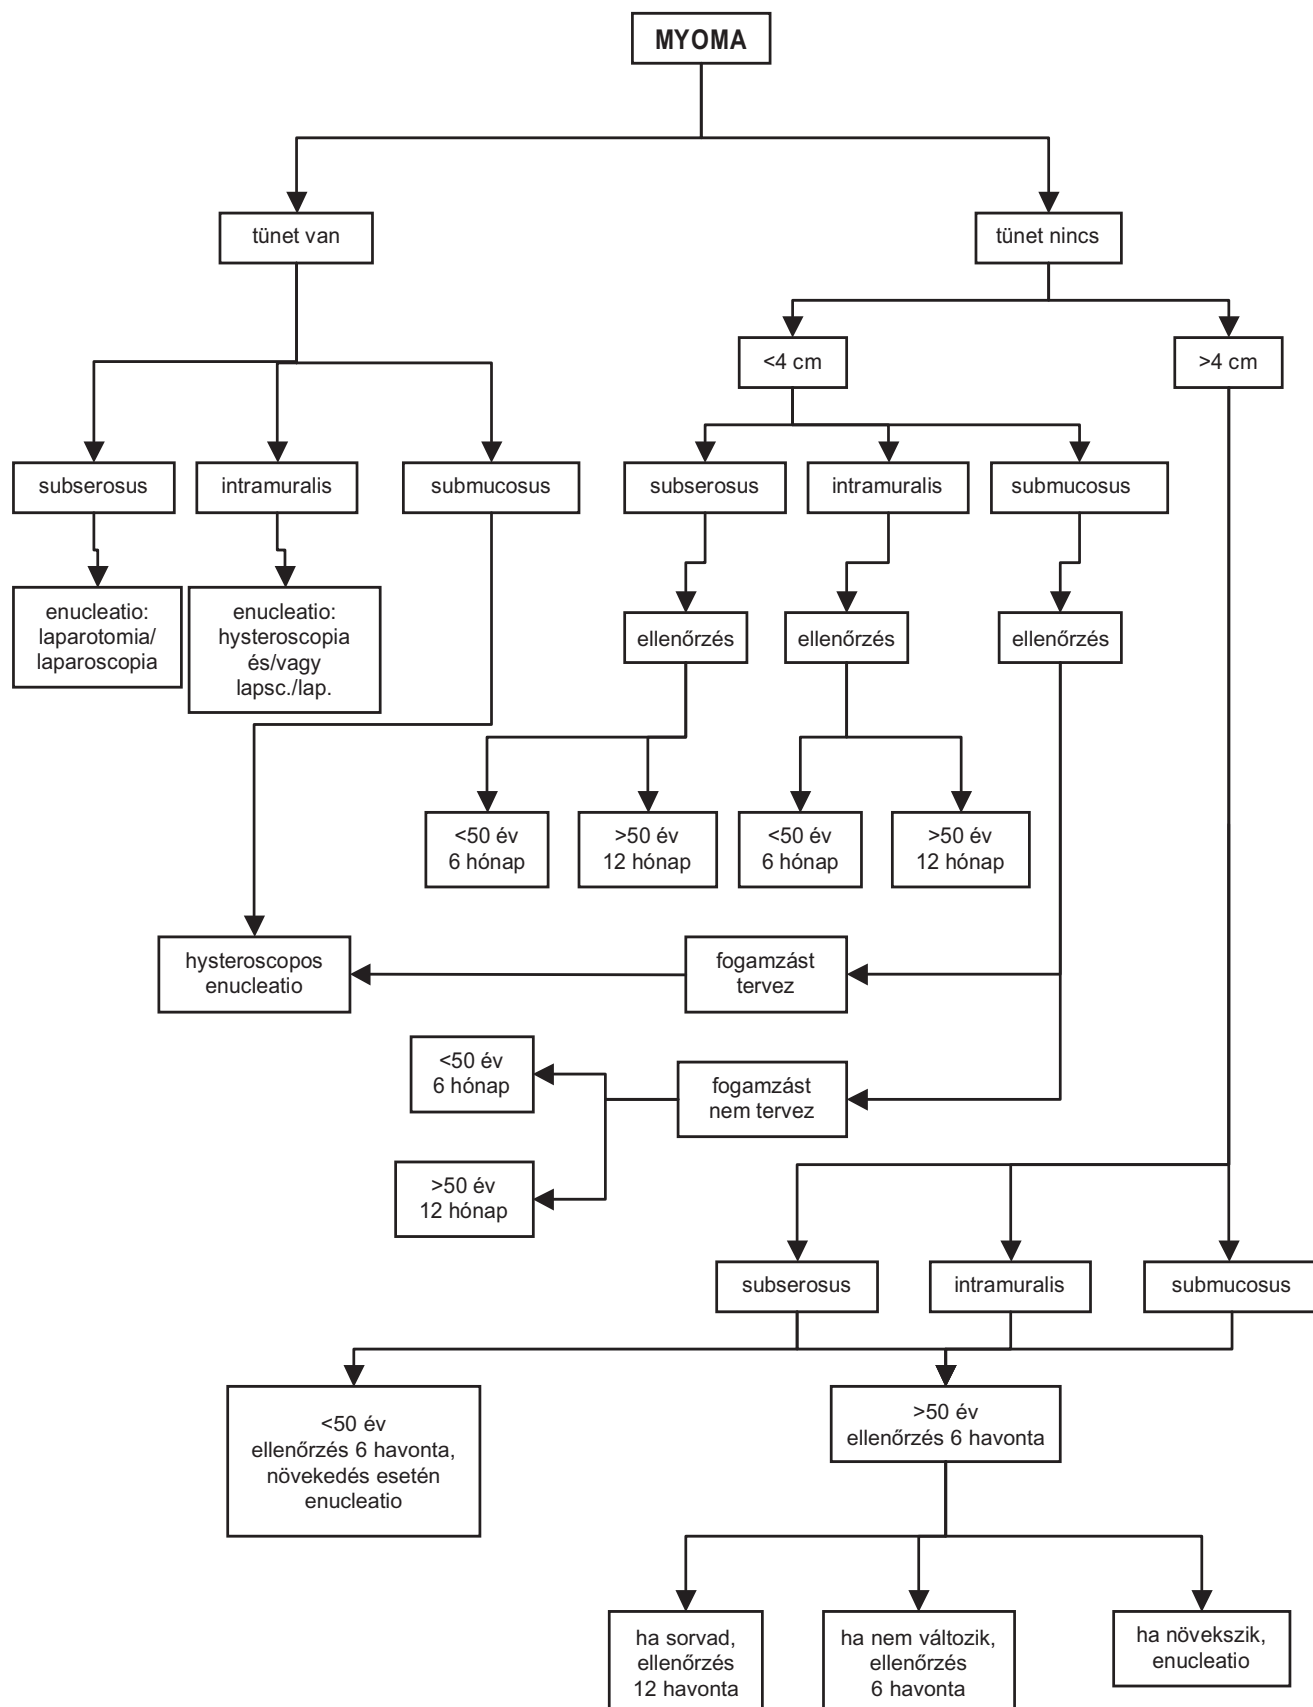 MYOMA
tünet van
tünet nincs
<4 cm
>4 cm
subserosus
intramuralis
submucosus
subserosus
intramuralis
submucosus
enucleatio:
laparotomia/
laparoscopia
enucleatio:
hysteroscopia
és/vagy
lapsc./lap.
ellenőrzés
ellenőrzés
ellenőrzés
<50 év
6 hónap
>50 év
12 hónap
<50 év
6 hónap
>50 év
12 hónap
hysteroscopos
enucleatio
fogamzást
tervez
<50 év
6 hónap
fogamzást
nem tervez
>50 év
12 hónap
subserosus
intramuralis
submucosus
<50 év
ellenőrzés 6 havonta,
növekedés esetén
enucleatio
>50 év
ellenőrzés 6 havonta
ha sorvad,
ellenőrzés
12 havonta
ha nem változik,
ellenőrzés
6 havonta
ha növekszik,
enucleatio